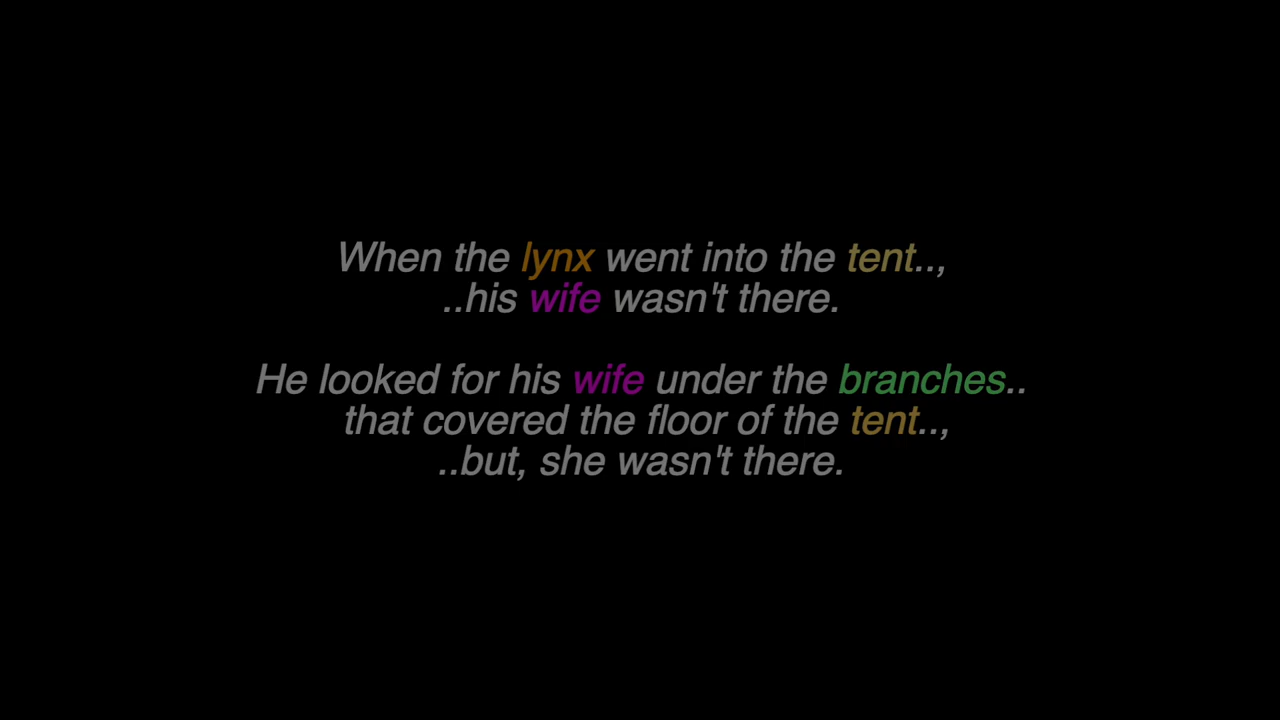 When the lynx went into the tent..,
..his wife wasn't there.
He looked for his wife under the branches..
that covered the floor of the tent..,
..but, she wasn't there.